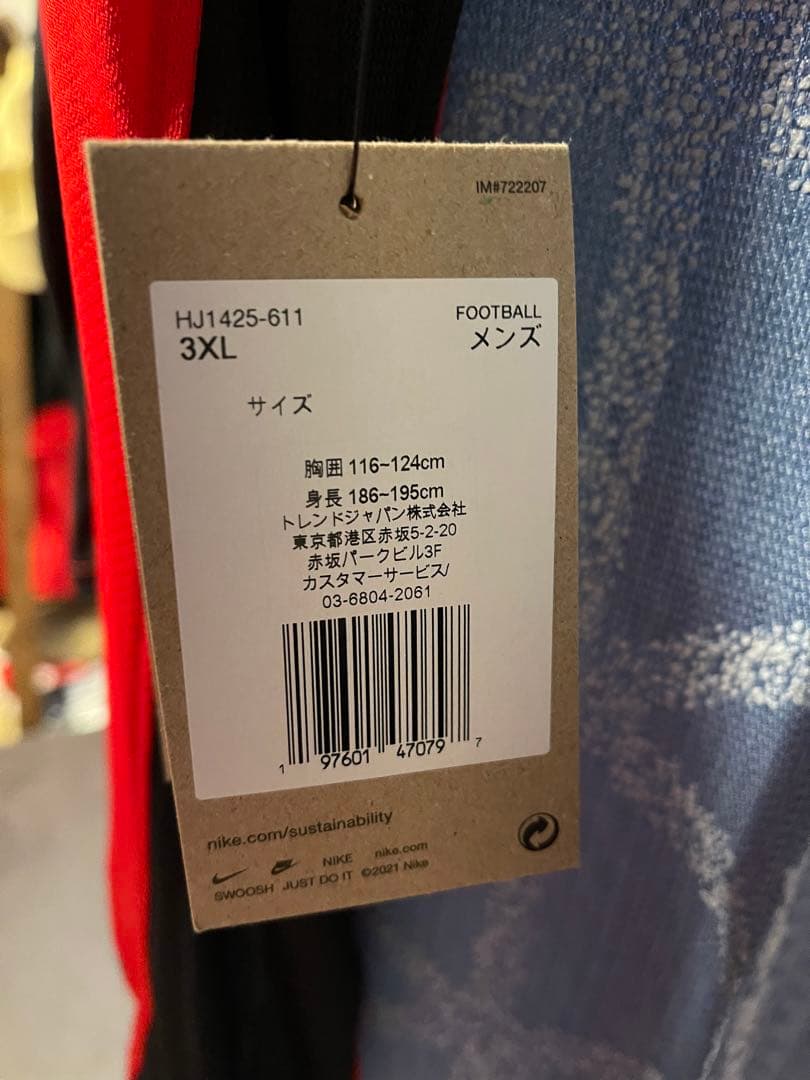 IM#722207
HJ1425-611
3XL
FOOTBALL
メンズ
サイズ
胸囲 116~124cm
身長 186~195cm
トレンドジャパン株式会社
東京都港区赤坂5-2-20
赤坂パークビル3F
カスタマーサービス/
03-6804-2061
1 97601 47079 7
nike.com/sustainability
NIKE nike.com
SWOOSH JUST DO IT ©2021 Nike